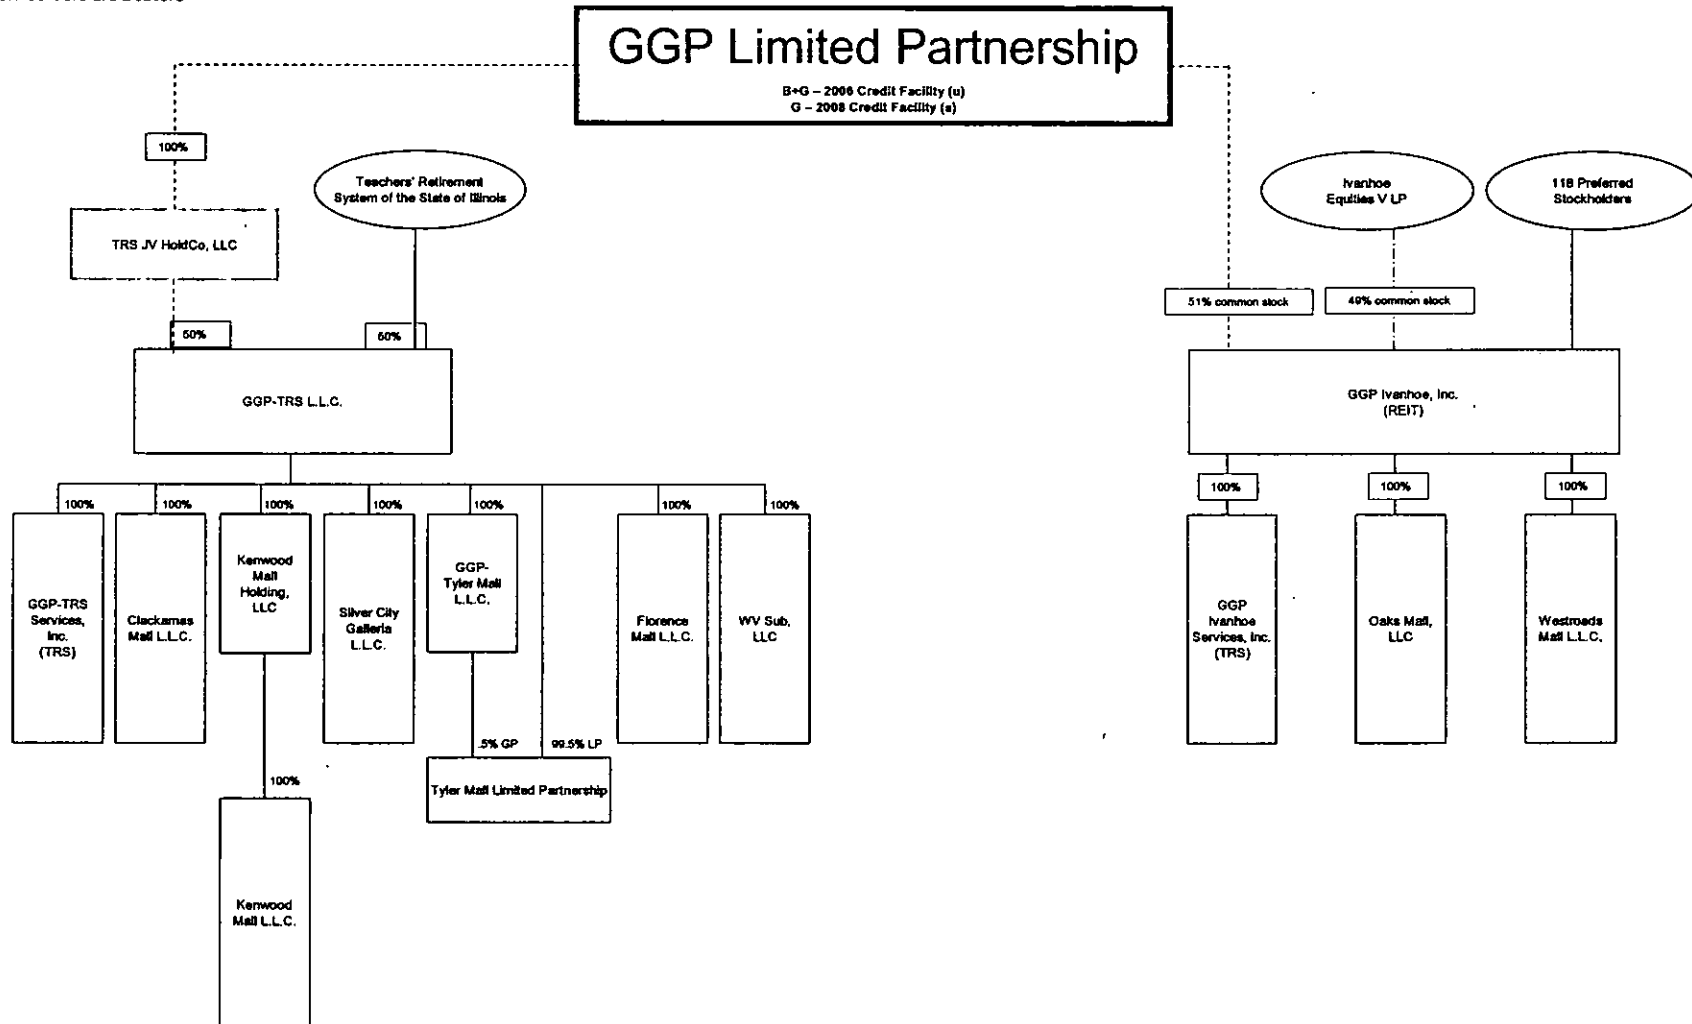 GGP Limited Partnership
B+G – 2006 Credit Facility (u)
G – 2008 Credit Facility (s)
100%
Teachers' Retirement
System of the State of Illinois
Ivanhoe
Equities V LP
118 Preferred
Stockholders
TRS JV HoldCo, LLC
51% common stock
49% common stock
50%
50%
GGP-TRS L.L.C.
GGP Ivanhoe, Inc.
(REIT)
100%
100%
100%
100%
100%
100%
100%
100%
100%
100%
GGP-TRS
Services,
Inc.
(TRS)
Clackamas
Mall L.L.C.
Kenwood
Mall
Holding,
LLC
Silver City
Galleria
L.L.C.
GGP-
Tyler Mall
L.L.C.
Florence
Mall L.L.C.
WV Sub,
LLC
GGP
Ivanhoe
Services, Inc.
(TRS)
Oaks Mall,
LLC
Westroads
Mall L.L.C.
.5% GP
99.5% LP
100%
Tyler Mall Limited Partnership
Kenwood
Mall L.L.C.